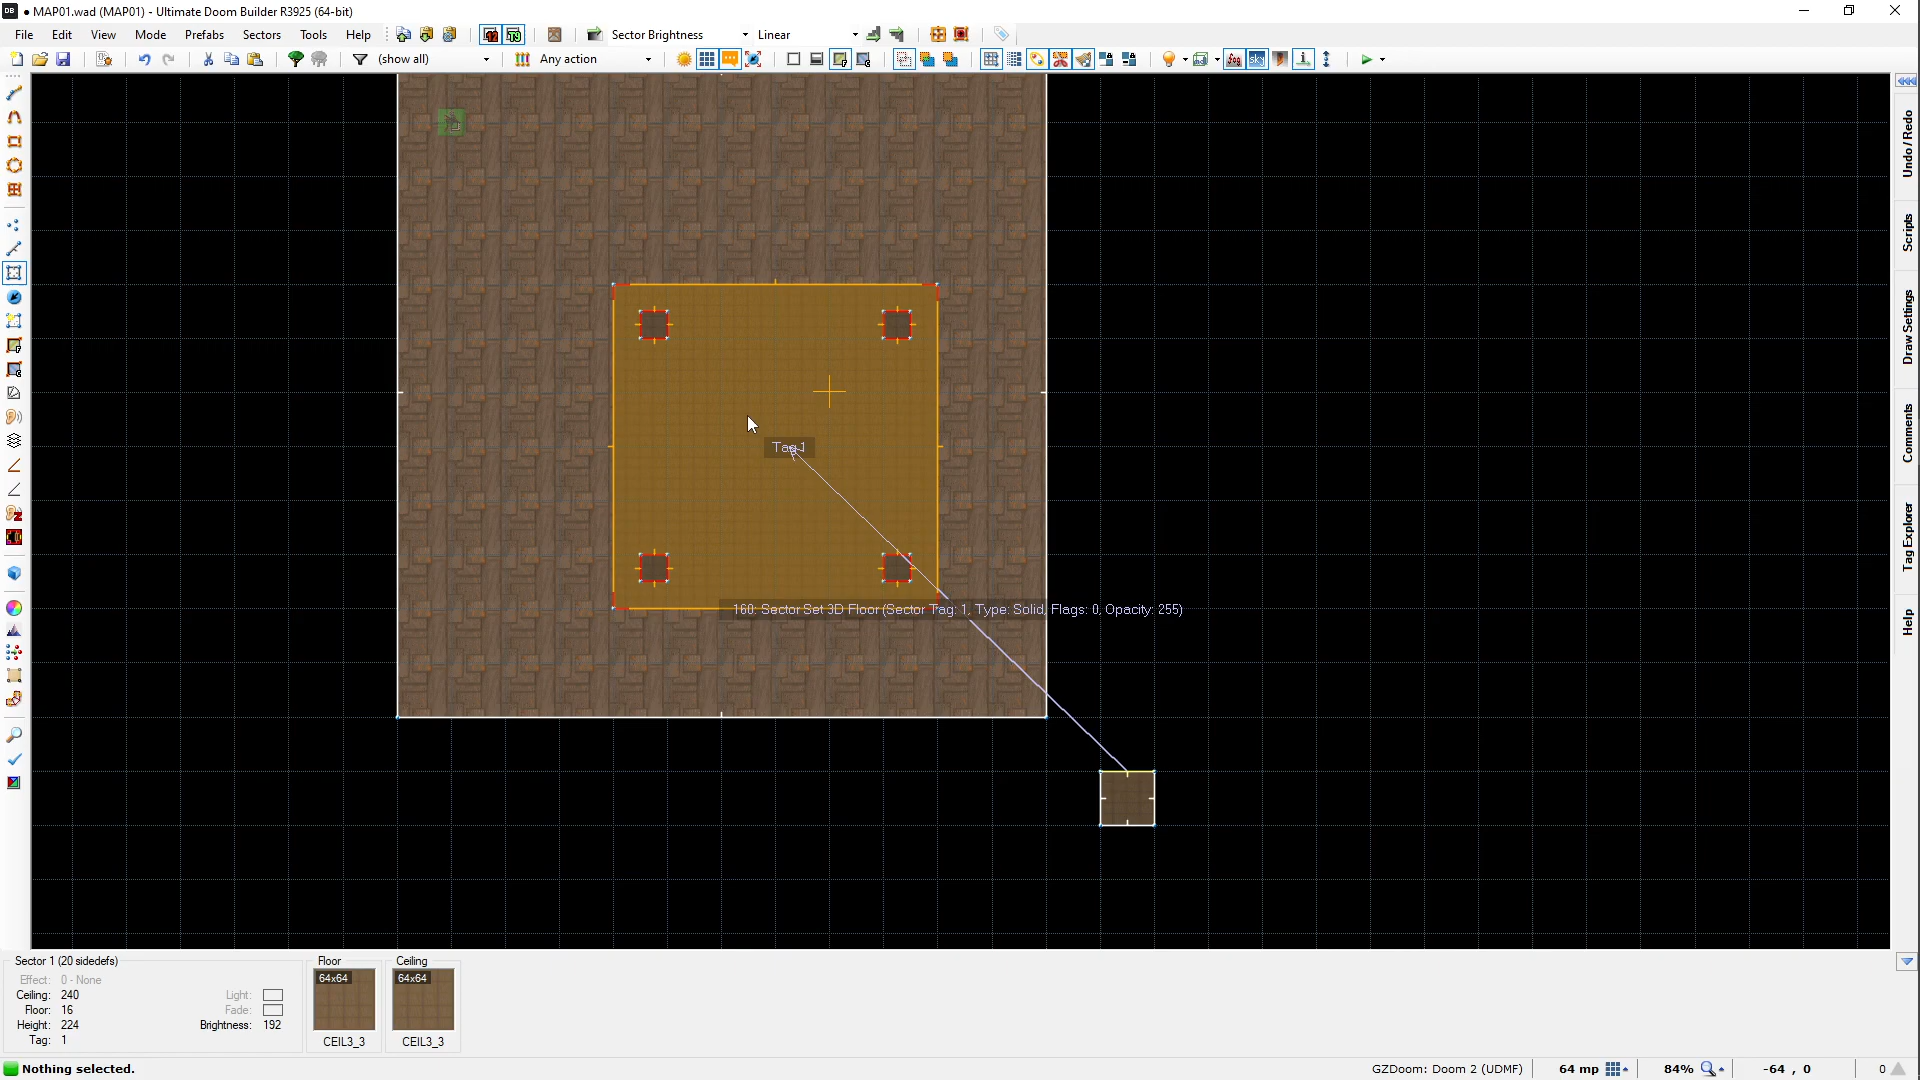 MAP01.wad (MAP01) - Ultimate Doom Builder R3925 (64-bit)
File Edit View Mode Prefabs Sectors Tools Help Sector Brightness Linear
(show all) Any action
Undo / Redo
Scripts
Draw Settings
Comments
Tag Explorer
Help
Tag 1
160: Sector Set 3D Floor (Sector Tag: 1, Type: Solid, Flags: 0, Opacity: 255)
Sector 1 (20 sidedefs)
Effect: 0 - None
Ceiling: 240
Floor: 16
Height: 224
Tag: 1
Light:
Fade:
Brightness: 192
Floor
64x64
CEIL3_3
Ceiling
64x64
CEIL3_3
Nothing selected.
GZDoom: Doom 2 (UDMF) 64 mp 84% -64 , 0 0